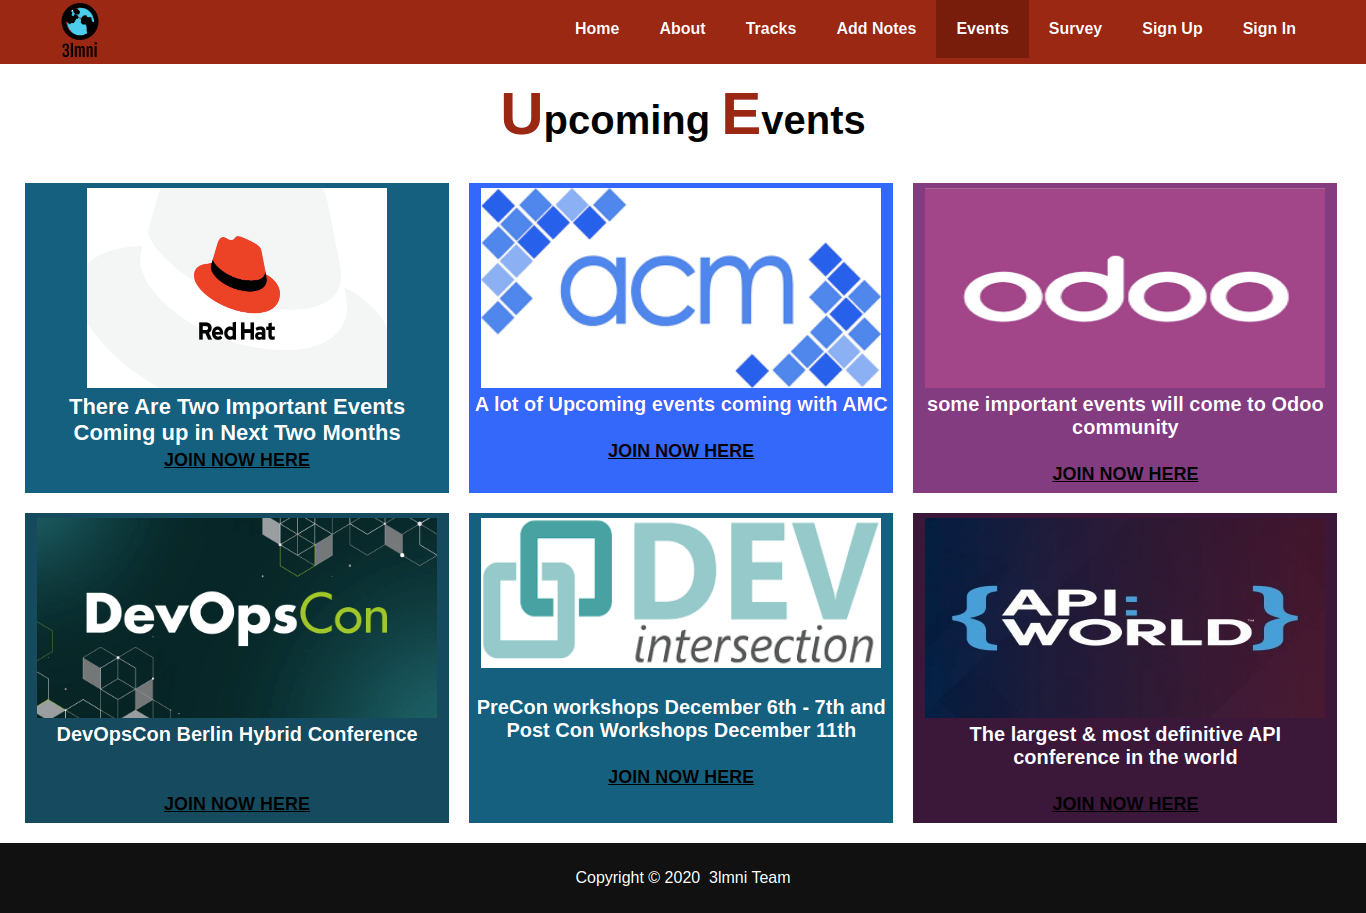 3lmni
Home About Tracks Add Notes Events Survey Sign Up Sign In
Upcoming Events
Red Hat
There Are Two Important Events
Coming up in Next Two Months
JOIN NOW HERE
acm
A lot of Upcoming events coming with AMC
JOIN NOW HERE
odoo
some important events will come to Odoo
community
JOIN NOW HERE
DevOpsCon
DevOpsCon Berlin Hybrid Conference
JOIN NOW HERE
DEV
intersection
PreCon workshops December 6th - 7th and
Post Con Workshops December 11th
JOIN NOW HERE
{API:
WORLD™}
The largest & most definitive API
conference in the world
JOIN NOW HERE
Copyright © 2020 3lmni Team